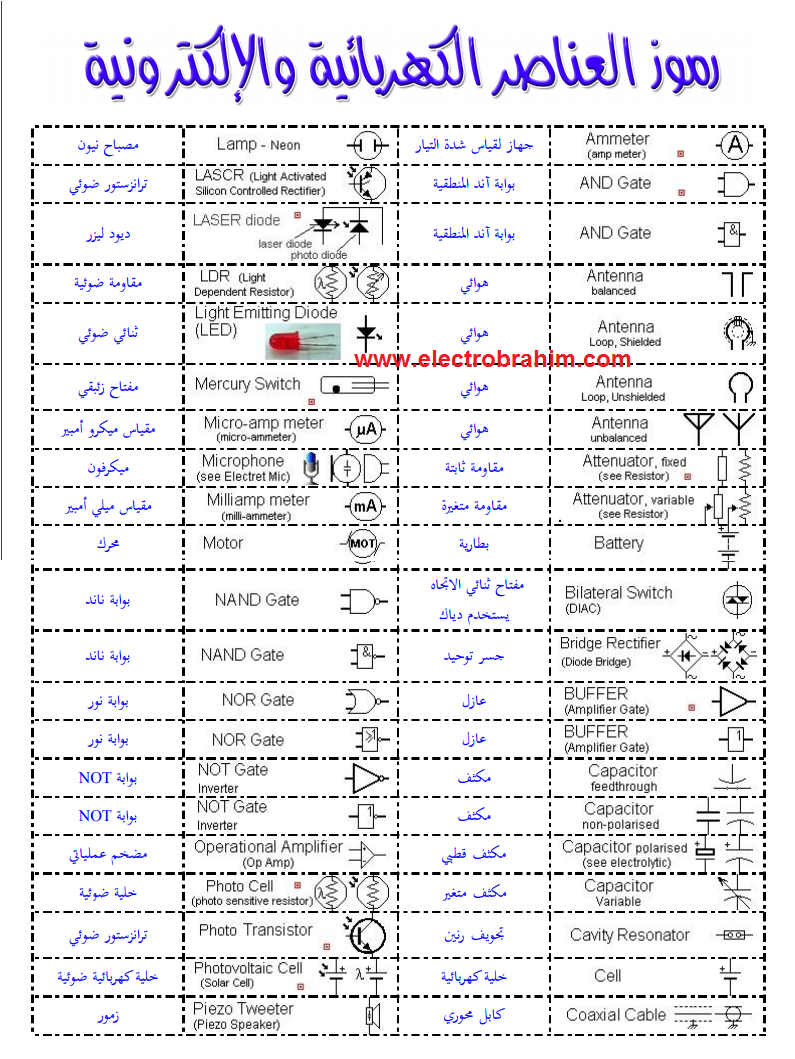 رموز العناصر الكهربائية والإلكترونية
Ammeter
(amp meter)
A
جهاز لقياس شدة التيار
Lamp - Neon
مصباح نيون
AND Gate
بوابة آند المنطقية
LASCR (Light Activated
Silicon Controlled Rectifier)
ترانزستور ضوئي
AND Gate
&
بوابة آند المنطقية
LASER diode
laser diode
photo diode
ديود ليزر
Antenna
balanced
هوائي
LDR (Light
Dependent Resistor)
λ
مقاومة ضوئية
Antenna
Loop, Shielded
هوائي
Light Emitting Diode
(LED)
ثنائي ضوئي
www.electrobrahim.com
Antenna
Loop, Unshielded
هوائي
Mercury Switch
مفتاح زئبقي
Antenna
unbalanced
هوائي
Micro-amp meter
(micro-ammeter)
µA
مقياس ميكرو أمبير
Attenuator, fixed
(see Resistor)
مقاومة ثابتة
Microphone
(see Electret Mic)
ميكرفون
Attenuator, variable
(see Resistor)
مقاومة متغيرة
Milliamp meter
(milli-ammeter)
mA
مقياس ميلي أمبير
Battery
+
بطارية
Motor
MOT
محرك
Bilateral Switch
(DIAC)
مفتاح ثنائي الاتجاه
يستخدم دياك
NAND Gate
بوابة ناند
Bridge Rectifier
(Diode Bridge)
+
جسر توحيد
NAND Gate
&
بوابة ناند
BUFFER
(Amplifier Gate)
عازل
NOR Gate
بوابة نور
BUFFER
(Amplifier Gate)
1
عازل
NOR Gate
≥1
بوابة نور
Capacitor
feedthrough
مكثف
NOT Gate
Inverter
بوابة NOT
Capacitor
non-polarised
مكثف
NOT Gate
Inverter
1
بوابة NOT
Capacitor polarised
(see electrolytic)
+ +
مكثف قطبي
Operational Amplifier
(Op Amp)
مضخم عملياتي
Capacitor
Variable
مكثف متغير
Photo Cell
(photo sensitive resistor)
λ
خلية ضوئية
Cavity Resonator
تجويف رنين
Photo Transistor
ترانزستور ضوئي
Cell
+
خلية كهربائية
Photovoltaic Cell
(Solar Cell)
+ λ +
خلية كهربائية ضوئية
Coaxial Cable
كابل محوري
Piezo Tweeter
(Piezo Speaker)
زمور